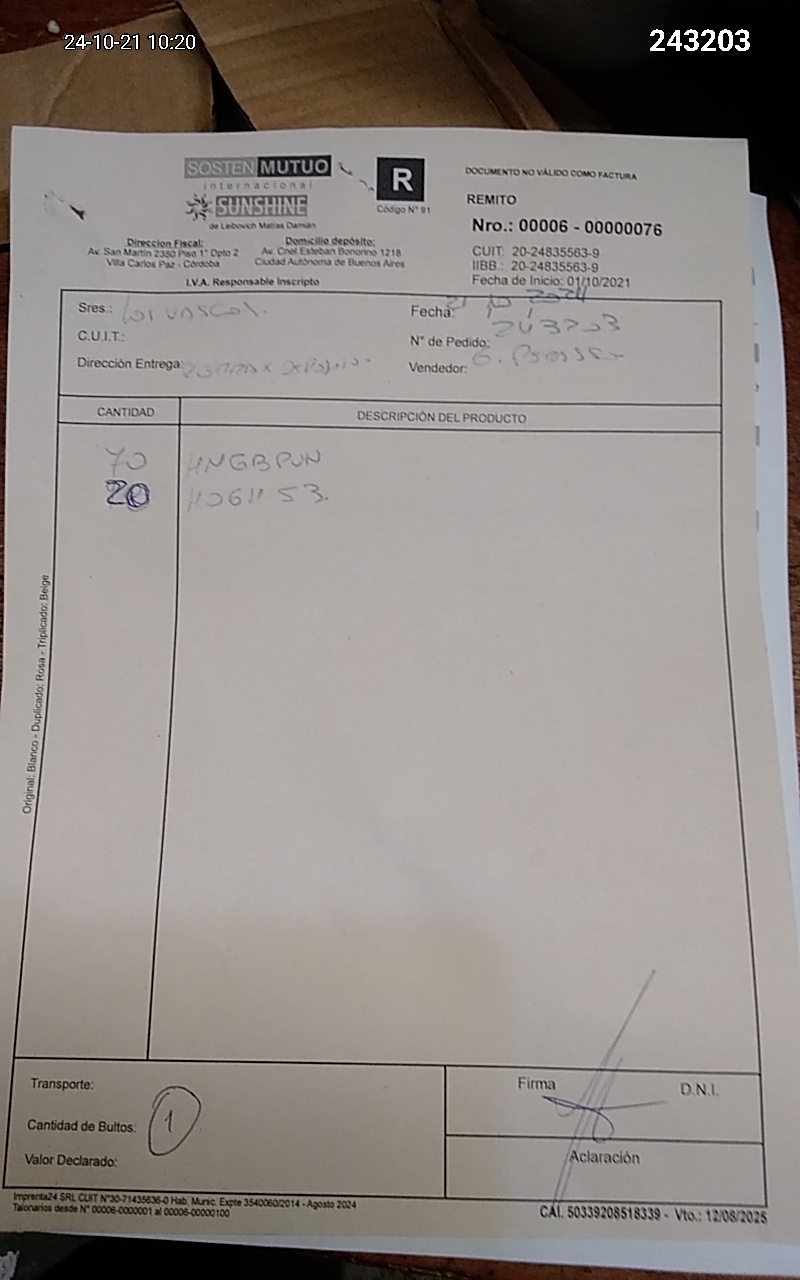 24-10-21 10:20
243203
SOSTEN MUTUO
internacional
SUNSHINE
de Leibovich Matias Damián
Direccion Fiscal:
Av. San Martin 2380 Piso 1° Dpto 2
Villa Carlos Paz - Córdoba
Domicilio depósito:
Av. Cnel Esteban Bonorino 1218
Ciudad Autónoma de Buenos Aires
I.V.A. Responsable Inscripto
R
Código N° 91
DOCUMENTO NO VÁLIDO COMO FACTURA
REMITO
Nro.: 00006 - 00000076
CUIT: 20-24835563-9
IIBB.: 20-24835563-9
Fecha de Inicio: 01/10/2021
Sres.:
Fecha: 21 10 2024
C.U.I.T.:
N° de Pedido: 243203
Dirección Entrega:
Vendedor: G.
CANTIDAD DESCRIPCIÓN DEL PRODUCTO
70 HNGBPUN
20
Original: Blanco - Duplicado: Rosa - Triplicado: Beige
Transporte:
Cantidad de Bultos: 1
Valor Declarado:
Firma D.N.I.
Aclaración
Imprenta24 SRL CUIT N°30-71435636-0 Hab. Munic. Expte 3540060/2014 - Agosto 2024
Talonarios desde N° 00006-0000001 al 00006-00000100
CAI. 50339208518339 - Vto.: 12/08/2025